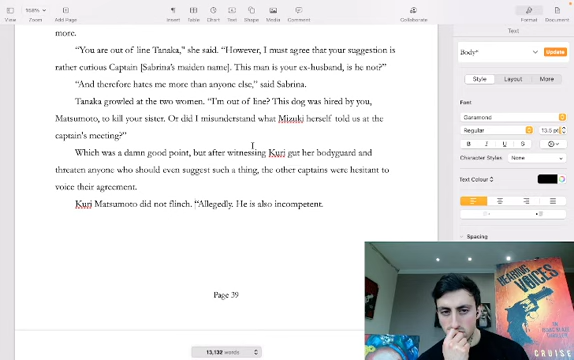 108%
View
Zoom
Add Page
Insert
Table
Chart
Text
Shape
Media
Comment
Collaborate
Format
Document
more.
"You are out of line Tanaka," she said. "However, I must agree that your suggestion is
rather curious Captain [Sabrina's maiden name]. This man is your ex-husband, is he not?"
"And therefore hates me more than anyone else," said Sabrina.
Tanaka growled at the two women. "I'm out of line? This dog was hired by you,
Matsumoto, to kill your sister. Or did I misunderstand what Mizuki herself told us at the
captain's meeting?"
Which was a damn good point, but after witnessing Kuri gut her bodyguard and
threaten anyone who should even suggest such a thing, the other captains were hesitant to
voice their agreement.
Kuri Matsumoto did not flinch. "Allegedly. He is also incompetent.
Page 39
13,132 words
Text
Body*
Update
Style
Layout
More
Font
Garamond
Regular
13.5 pt
B
I
U
S
Character Styles
None
Text Colour
Spacing
HEARING
VOICES
CRUISE